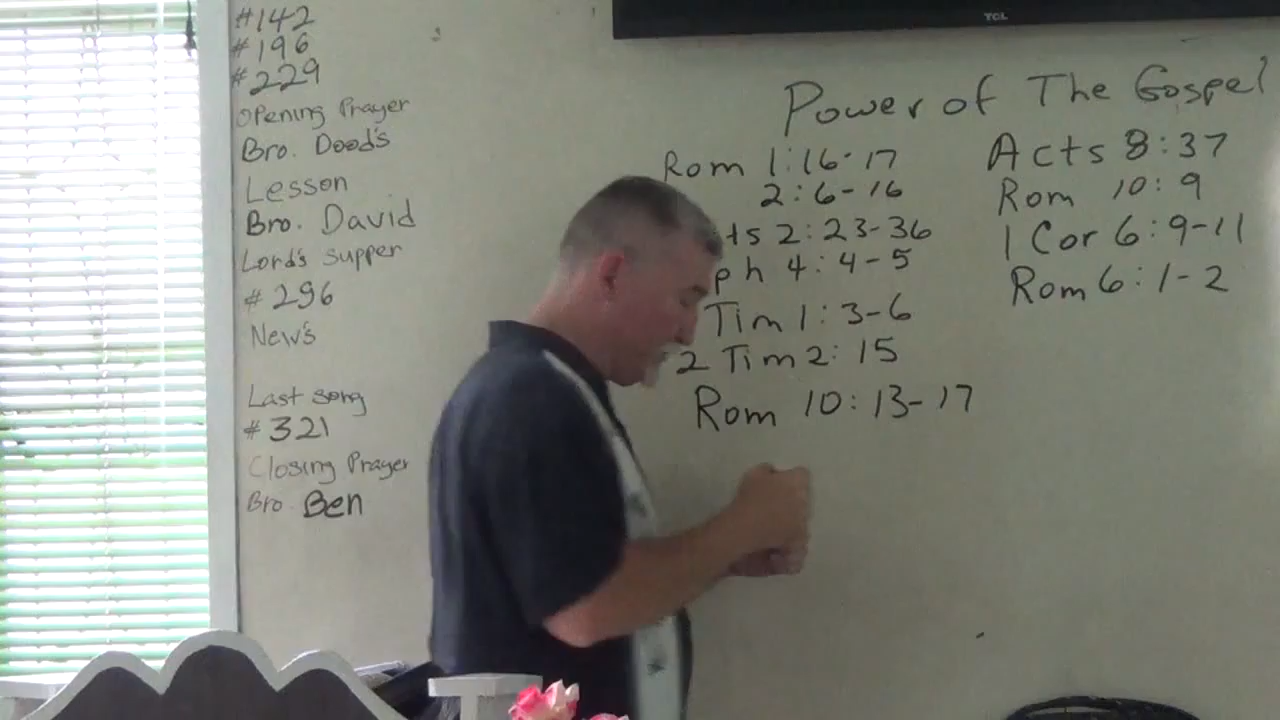 #142
#196
#229
Opening Prayer
Bro. Dood's
Lesson
Bro. David
Lord's Supper
#296
New's
Last song
#321
Closing Prayer
Bro Ben
TCL
Power of The Gospel
Rom 1:16-17
2:6-16
ts 2:23-36
ph 4:4-5
Tim 1:3-6
2 Tim 2:15
Rom 10:13-17
Acts 8:37
Rom 10:9
1 Cor 6:9-11
Rom 6:1-2